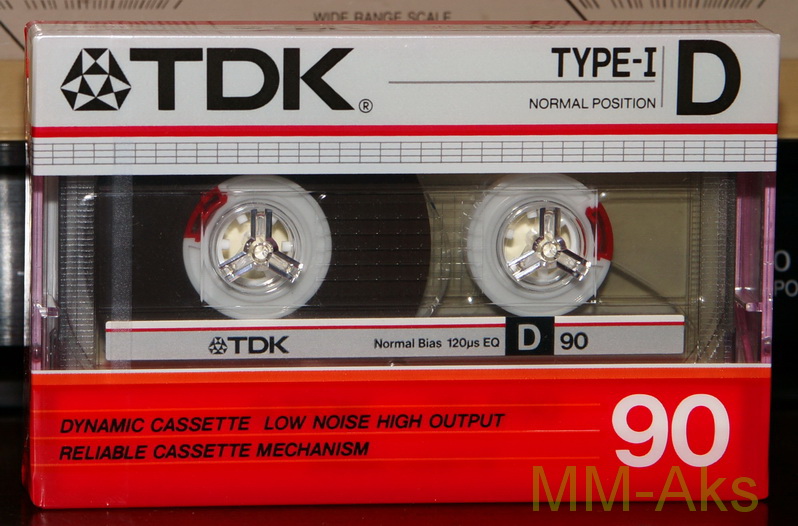 WIDE RANGE SCALE
TDK® TYPE-I D
NORMAL POSITION
TDK Normal Bias 120µs EQ D 90
DYNAMIC CASSETTE LOW NOISE HIGH OUTPUT
RELIABLE CASSETTE MECHANISM
90
MM-Aks